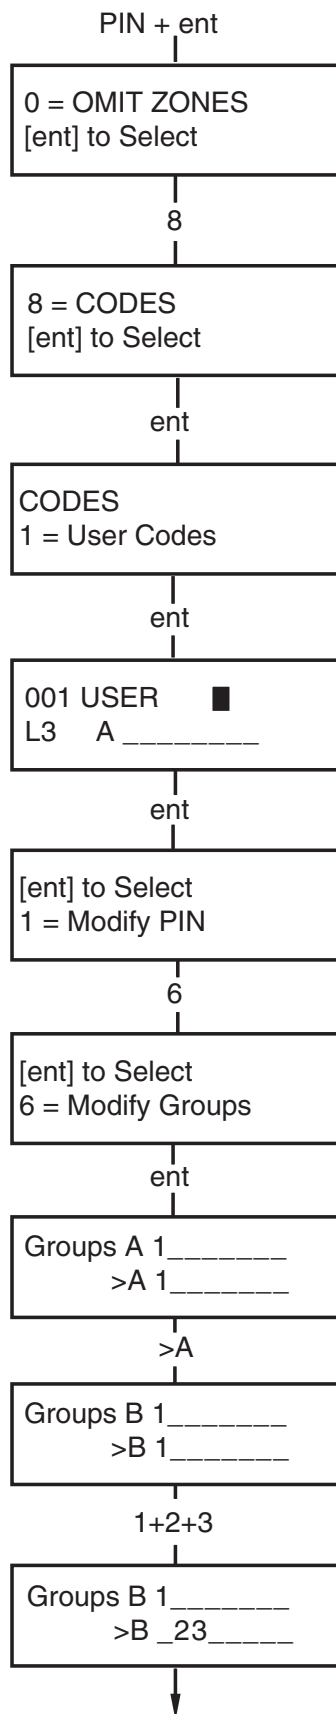 PIN + ent
0 = OMIT ZONES
[ent] to Select
8
8 = CODES
[ent] to Select
ent
CODES
1 = User Codes
ent
001 USER █
L3 A ________
ent
[ent] to Select
1 = Modify PIN
6
[ent] to Select
6 = Modify Groups
ent
Groups A 1_______
>A 1_______
>A
Groups B 1_______
>B 1_______
1+2+3
Groups B 1_______
>B _23_____